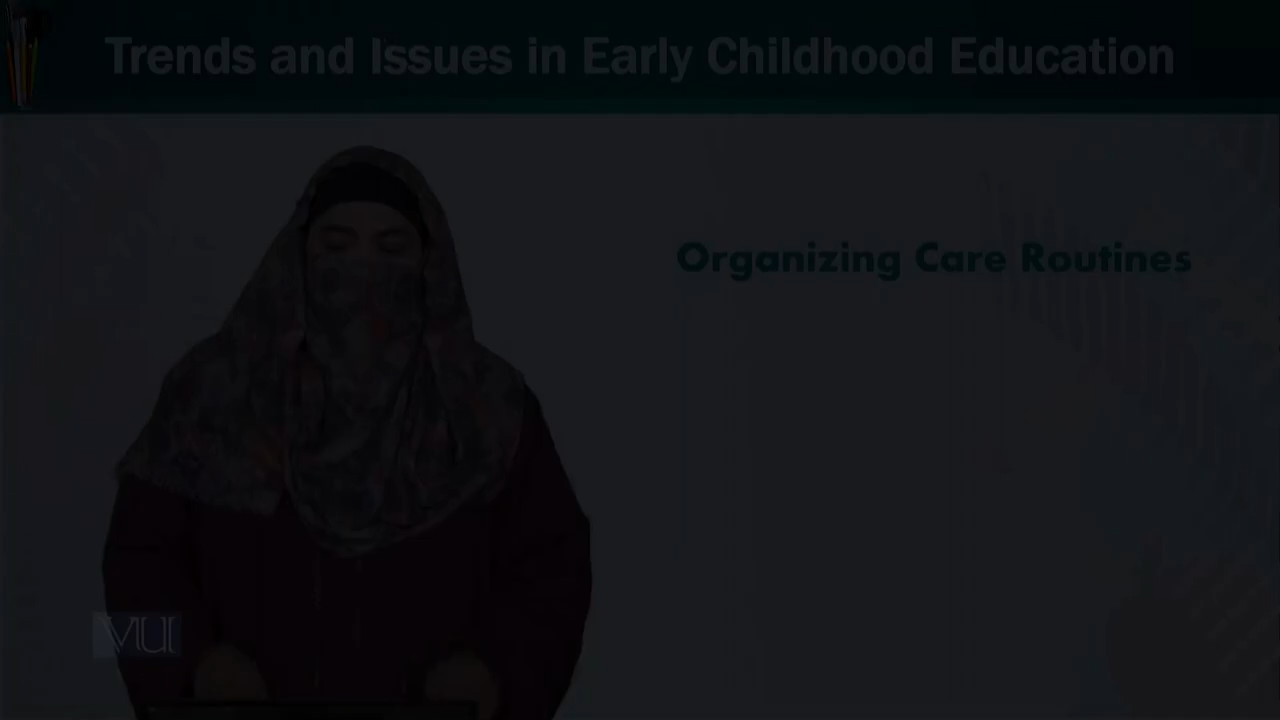 Trends and Issues in Early Childhood Education
Organizing Care Routines
VU